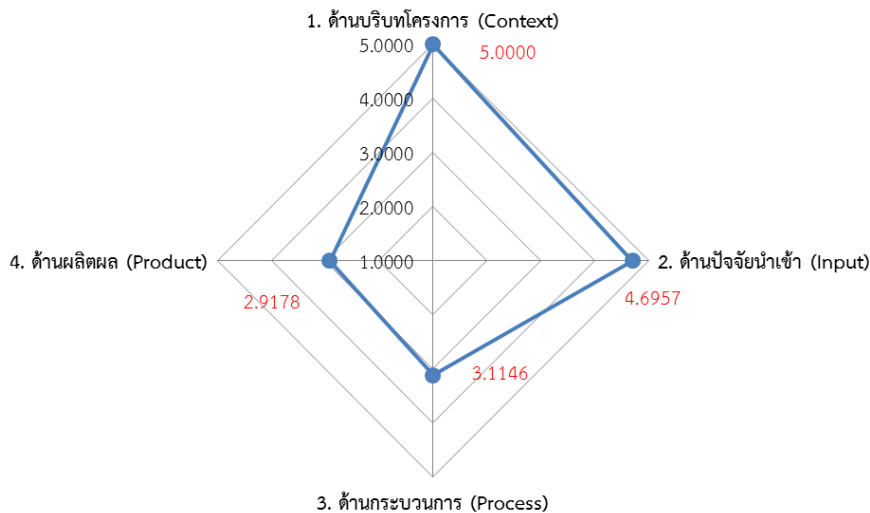 1. ด้านบริบทโครงการ (Context)
5.0000
5.0000
4.0000
3.0000
2.0000
4. ด้านผลิตผล (Product)
1.0000
2. ด้านปัจจัยนำเข้า (Input)
2.9178
4.6957
3.1146
3. ด้านกระบวนการ (Process)